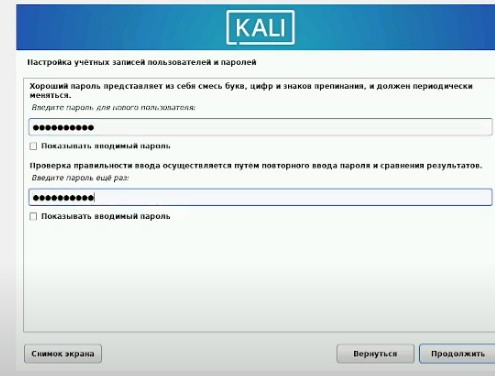 KALI
Настройка учётных записей пользователей и паролей
Хороший пароль представляет из себя смесь букв, цифр и знаков препинания, и должен периодически
меняться.
Введите пароль для нового пользователя:
●●●●●●●●●●
Показывать вводимый пароль
Проверка правильности ввода осуществляется путём повторного ввода пароля и сравнения результатов.
Введите пароль ещё раз:
●●●●●●●●●●
Показывать вводимый пароль
Снимок экрана Вернуться Продолжить